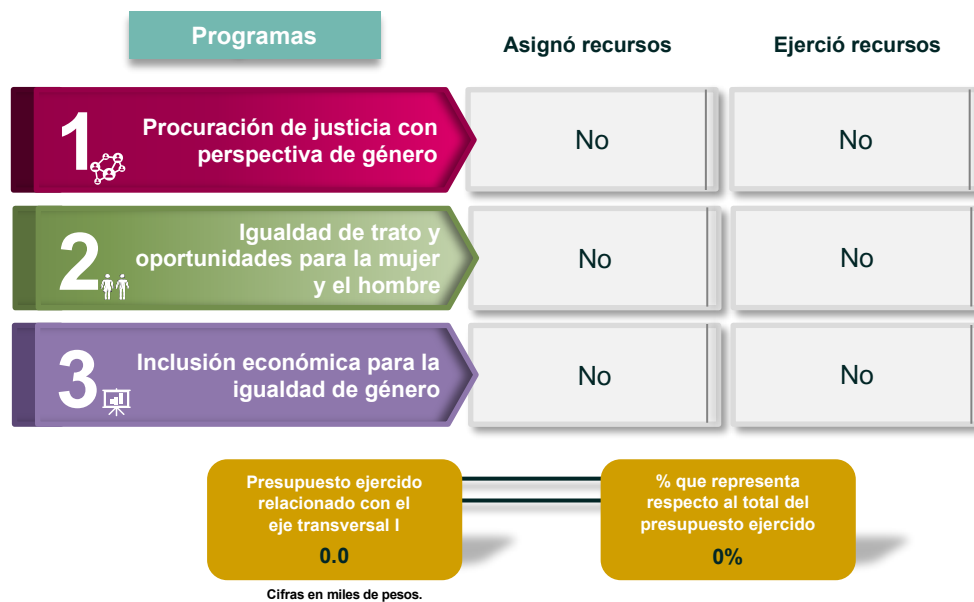 Programas
Asignó recursos
Ejerció recursos
1
Procuración de justicia con
perspectiva de género
No
No
2
Igualdad de trato y
oportunidades para la mujer
y el hombre
No
No
3
Inclusión económica para la
igualdad de género
No
No
Presupuesto ejercido
relacionado con el
eje transversal I
0.0
% que representa
respecto al total del
presupuesto ejercido
0%
Cifras en miles de pesos.